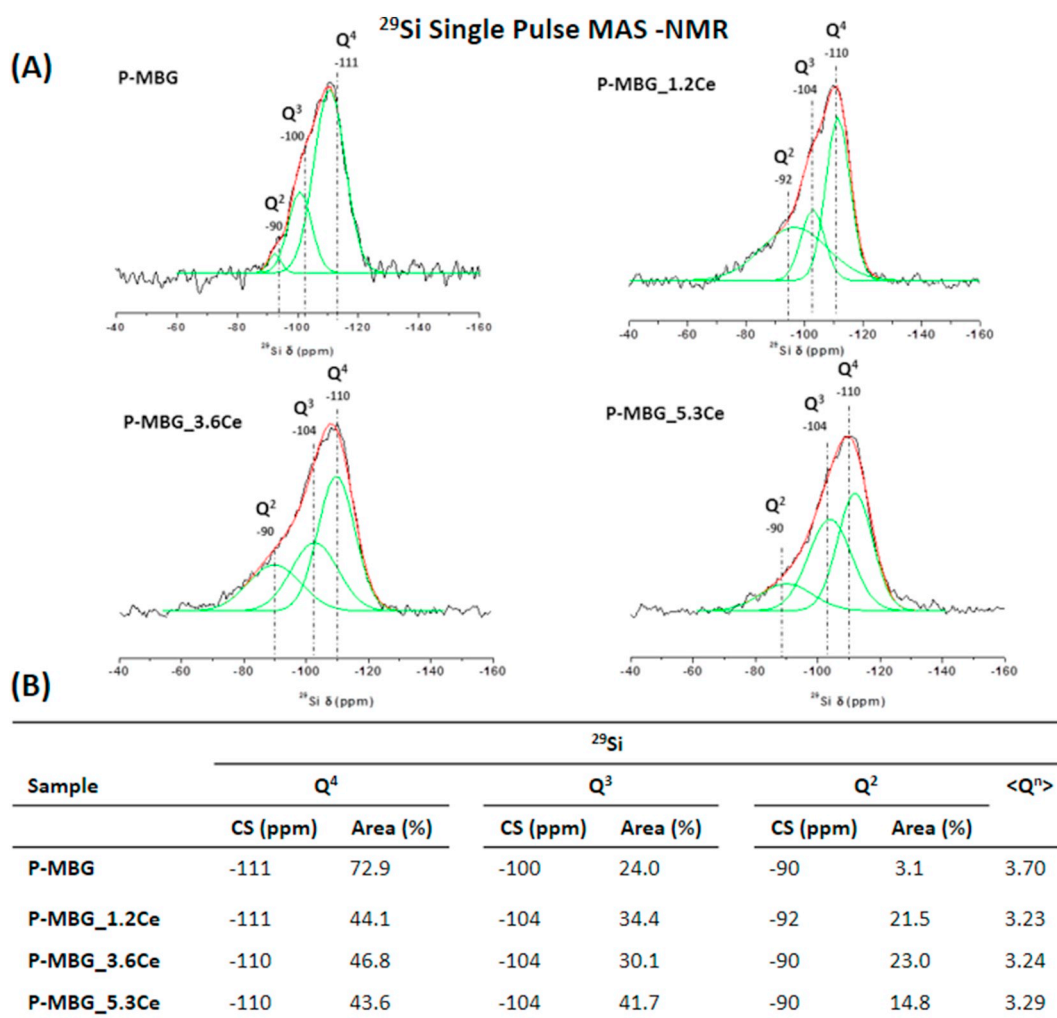 ²⁹Si Single Pulse MAS -NMR
(A)
P-MBG
Q⁴
-111
Q³
-100
Q²
-90
-40 -60 -80 -100 -120 -140 -160
²⁹Si δ (ppm)
P-MBG_1.2Ce
Q⁴
-110
Q³
-104
Q²
-92
-40 -60 -80 -100 -120 -140 -160
²⁹Si δ (ppm)
P-MBG_3.6Ce
Q⁴
-110
Q³
-104
Q²
-90
-40 -60 -80 -100 -120 -140 -160
²⁹Si δ (ppm)
P-MBG_5.3Ce
Q⁴
-110
Q³
-104
Q²
-90
-40 -60 -80 -100 -120 -140 -160
²⁹Si δ (ppm)
(B)
²⁹Si
Sample Q⁴ Q³ Q² <Qⁿ>
CS (ppm) Area (%) CS (ppm) Area (%) CS (ppm) Area (%)
P-MBG -111 72.9 -100 24.0 -90 3.1 3.70
P-MBG_1.2Ce -111 44.1 -104 34.4 -92 21.5 3.23
P-MBG_3.6Ce -110 46.8 -104 30.1 -90 23.0 3.24
P-MBG_5.3Ce -110 43.6 -104 41.7 -90 14.8 3.29